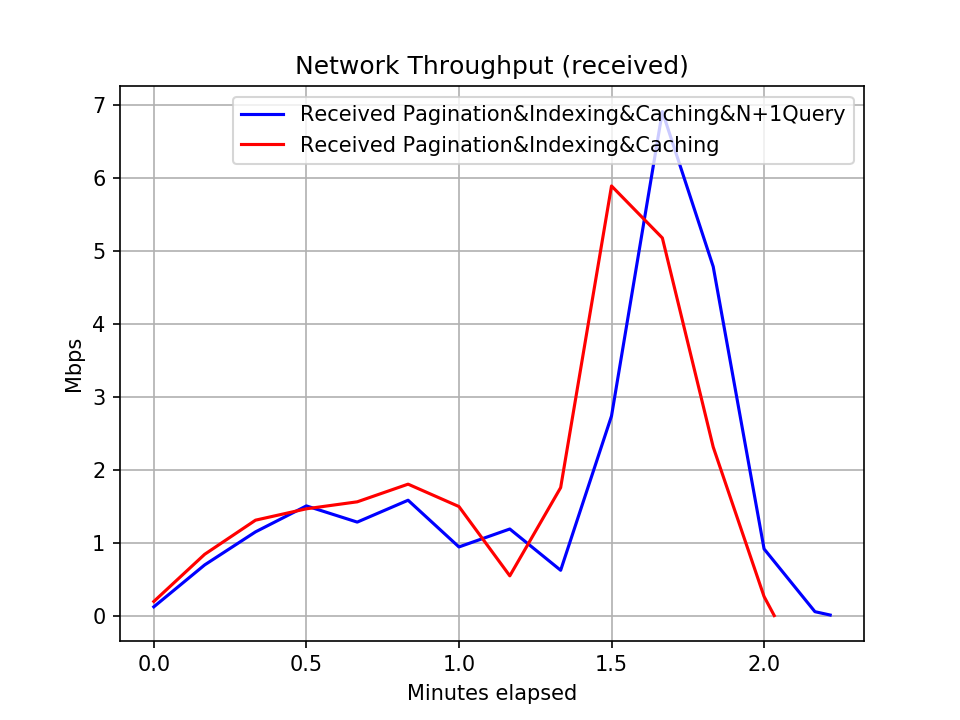 Network Throughput (received)
Received Pagination&Indexing&Caching&N+1Query
Received Pagination&Indexing&Caching
7
6
5
4
3
2
1
0
Mbps
0.0 0.5 1.0 1.5 2.0
Minutes elapsed